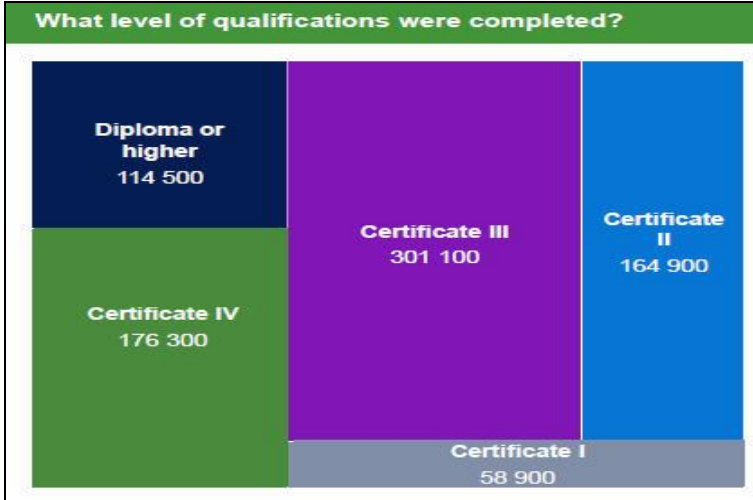 What level of qualifications were completed?
Diploma or
higher
114 500
Certificate IV
176 300
Certificate III
301 100
Certificate
II
164 900
Certificate I
58 900